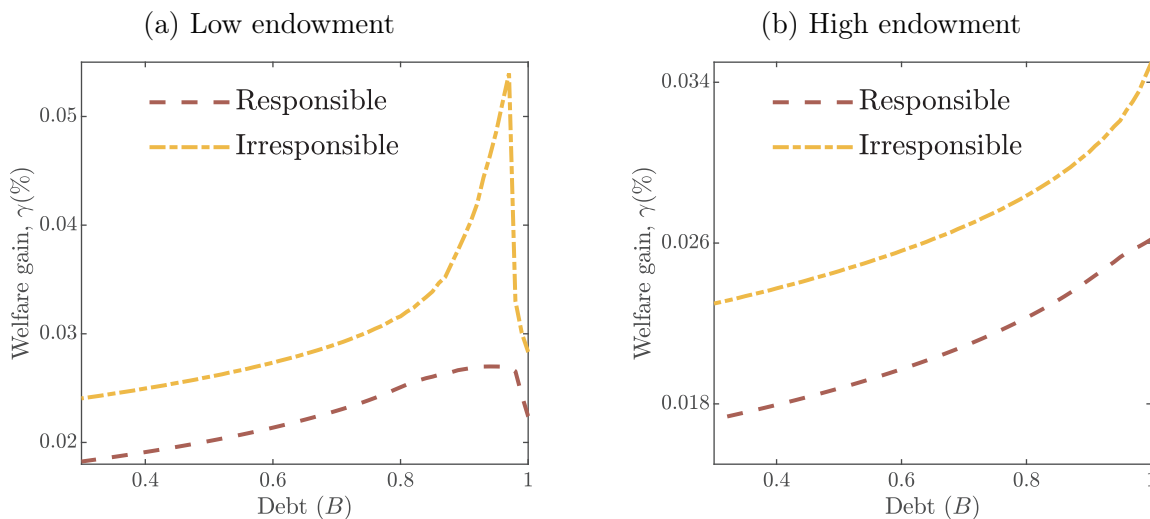 (a) Low endowment
Welfare gain, γ(%)
0.05
0.04
0.03
0.02
Responsible
Irresponsible
0.4
0.6
0.8
1
Debt (B)
(b) High endowment
Welfare gain, γ(%)
0.034
0.026
0.018
Responsible
Irresponsible
0.4
0.6
0.8
1
Debt (B)